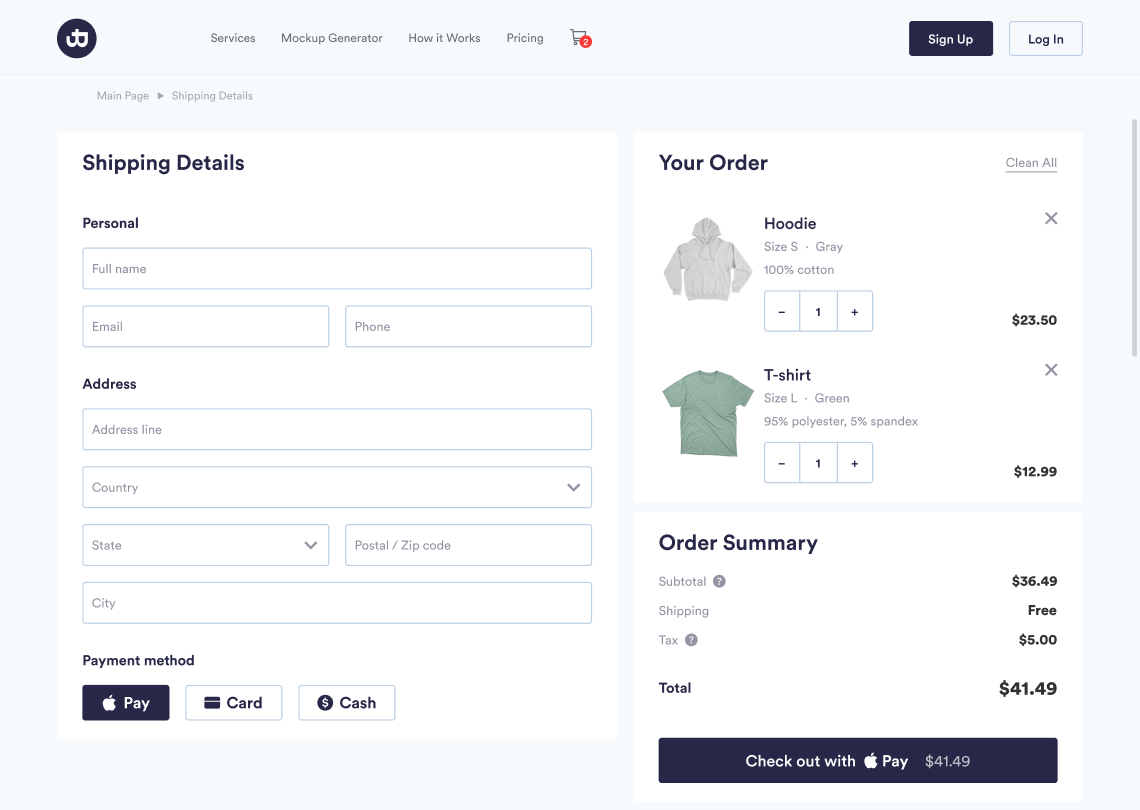 Services
Mockup Generator
How it Works
Pricing
2
Sign Up
Log In
Main Page ▶ Shipping Details
Shipping Details
Personal
Full name
Email
Phone
Address
Address line
Country
State
Postal / Zip code
City
Payment method
Pay
Card
$ Cash
Your Order
Clean All
Hoodie
Size S · Gray
100% cotton
− 1 +
$23.50
T-shirt
Size L · Green
95% polyester, 5% spandex
− 1 +
$12.99
Order Summary
Subtotal ? $36.49
Shipping Free
Tax ? $5.00
Total $41.49
Check out with Pay $41.49